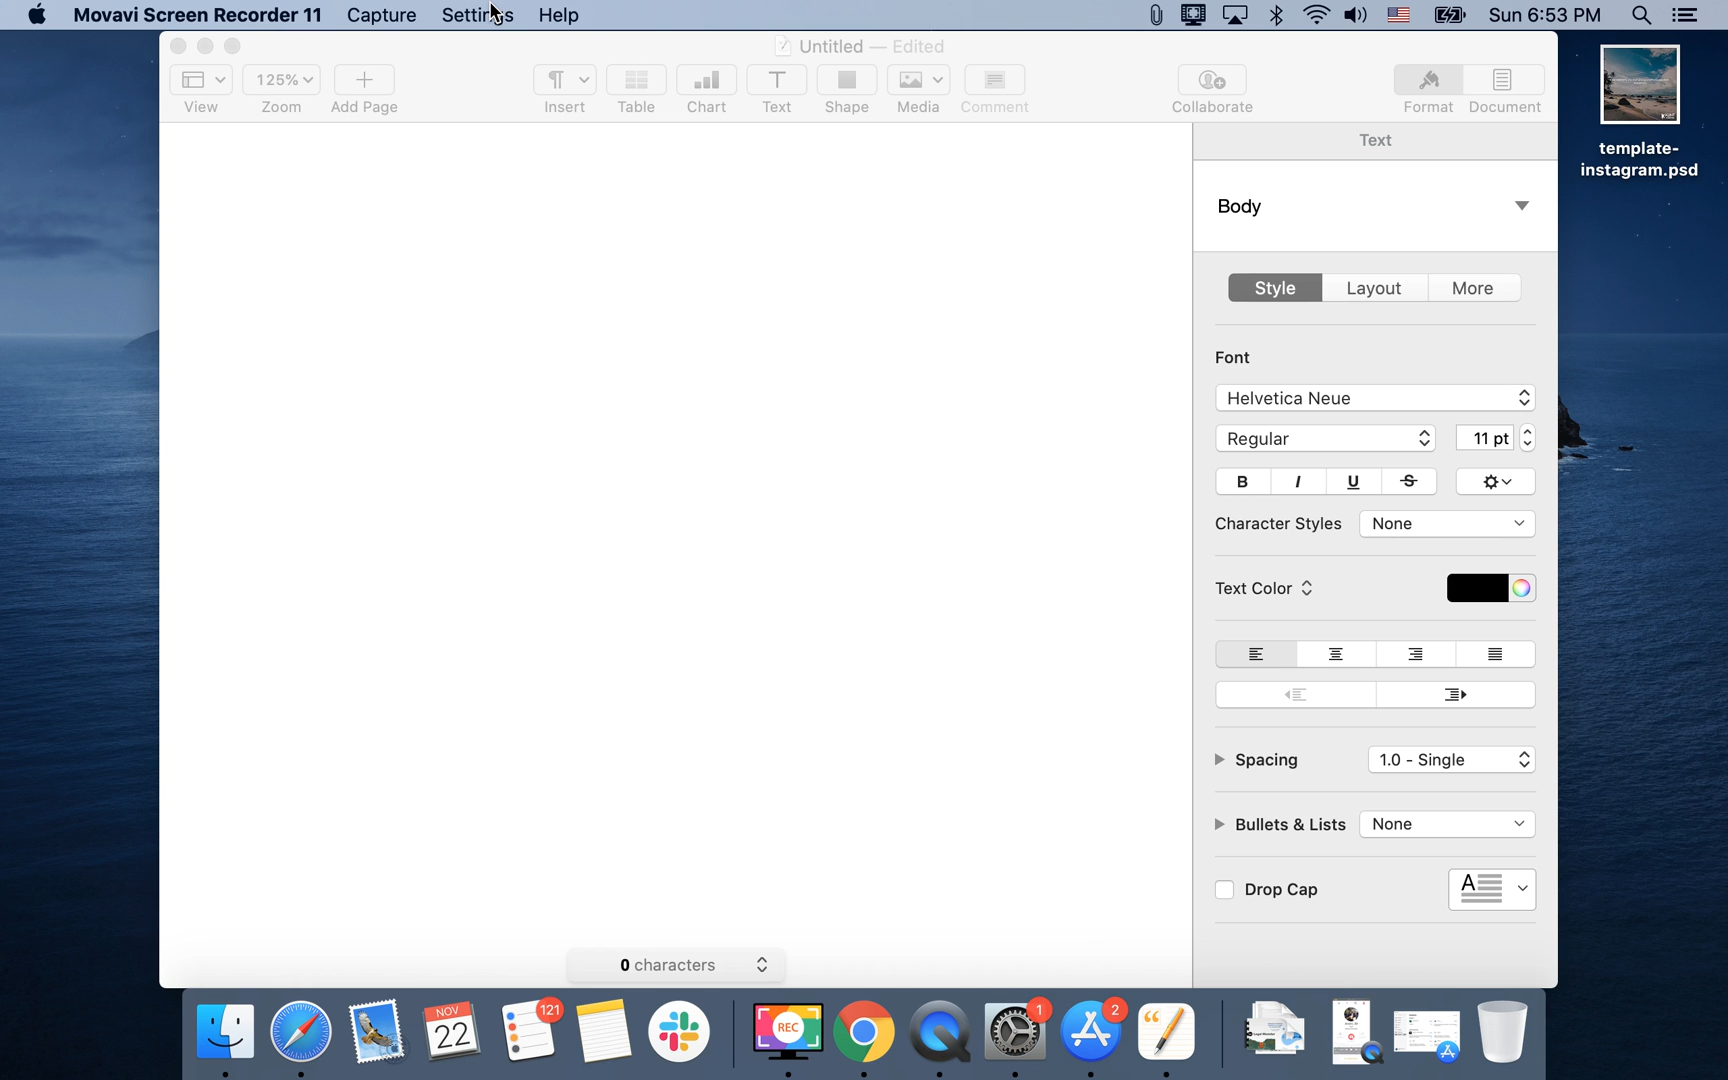 Movavi Screen Recorder 11 Capture Settings Help Sun 6:53 PM
Untitled — Edited
125%
View Zoom Add Page Insert Table Chart Text Shape Media Comment Collaborate Format Document
Text
template-
instagram.psd
Body
Style Layout More
Font
Helvetica Neue
Regular 11 pt
B I U S
Character Styles None
Text Color
Spacing 1.0 - Single
Bullets & Lists None
Drop Cap A
0 characters
NOV
22
121
REC
1
2